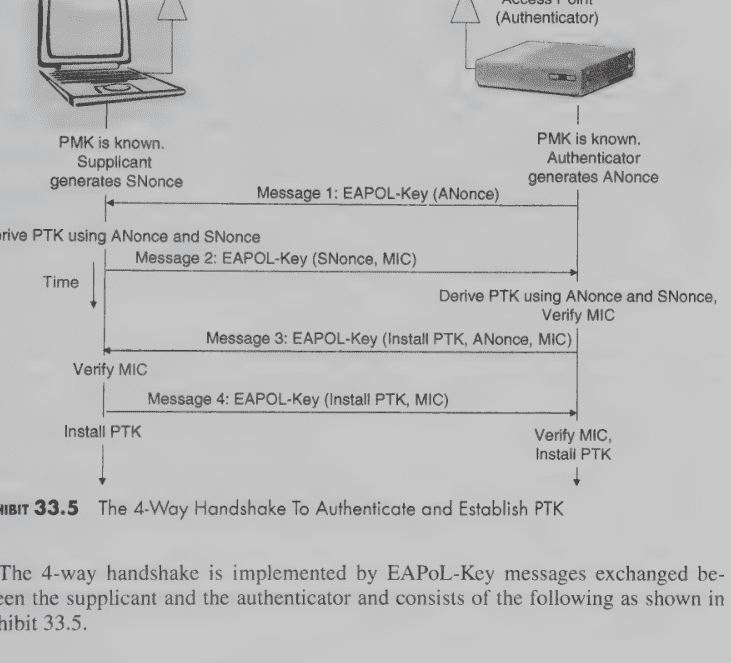 (Authenticator)
PMK is known.
Supplicant
generates SNonce
PMK is known.
Authenticator
generates ANonce
Message 1: EAPOL-Key (ANonce)
rive PTK using ANonce and SNonce
Message 2: EAPOL-Key (SNonce, MIC)
Time
Derive PTK using ANonce and SNonce,
Verify MIC
Message 3: EAPOL-Key (Install PTK, ANonce, MIC)
Verify MIC
Message 4: EAPOL-Key (Install PTK, MIC)
Install PTK
Verify MIC,
Install PTK
HIBIT 33.5 The 4-Way Handshake To Authenticate and Establish PTK
The 4-way handshake is implemented by EAPoL-Key messages exchanged be-
een the supplicant and the authenticator and consists of the following as shown in
hibit 33.5.